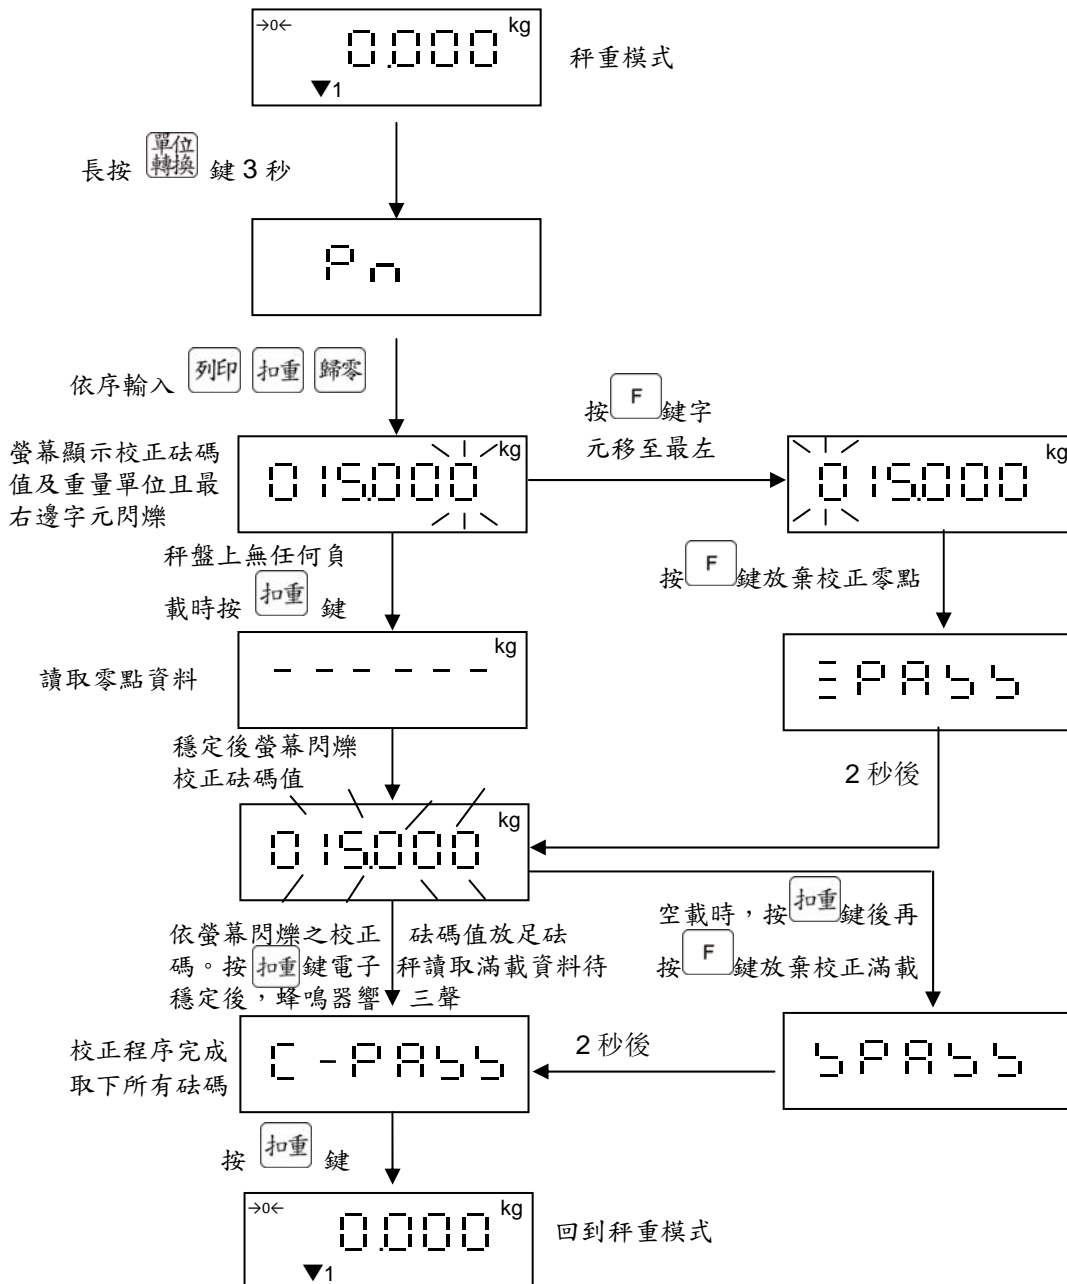 →0← 0.000 kg
▼1
秤重模式
長按 單位轉換 鍵 3 秒
Pn
依序輸入 列印 扣重 歸零
按 F 鍵字
元移至最左
螢幕顯示校正砝碼
值及重量單位且最
右邊字元閃爍
015.000 kg
015.000 kg
秤盤上無任何負
載時按 扣重 鍵
按 F 鍵放棄校正零點
讀取零點資料
- - - - - - kg
PASS
穩定後螢幕閃爍
校正砝碼值
2 秒後
015.000 kg
依螢幕閃爍之校正 砝碼值放足砝
碼。按 扣重 鍵電子 秤讀取滿載資料待
穩定後，蜂鳴器響 三聲
空載時，按 扣重 鍵後再
按 F 鍵放棄校正滿載
校正程序完成
取下所有砝碼
C-PASS
2 秒後
SPASS
按 扣重 鍵
→0← 0.000 kg
▼1
回到秤重模式